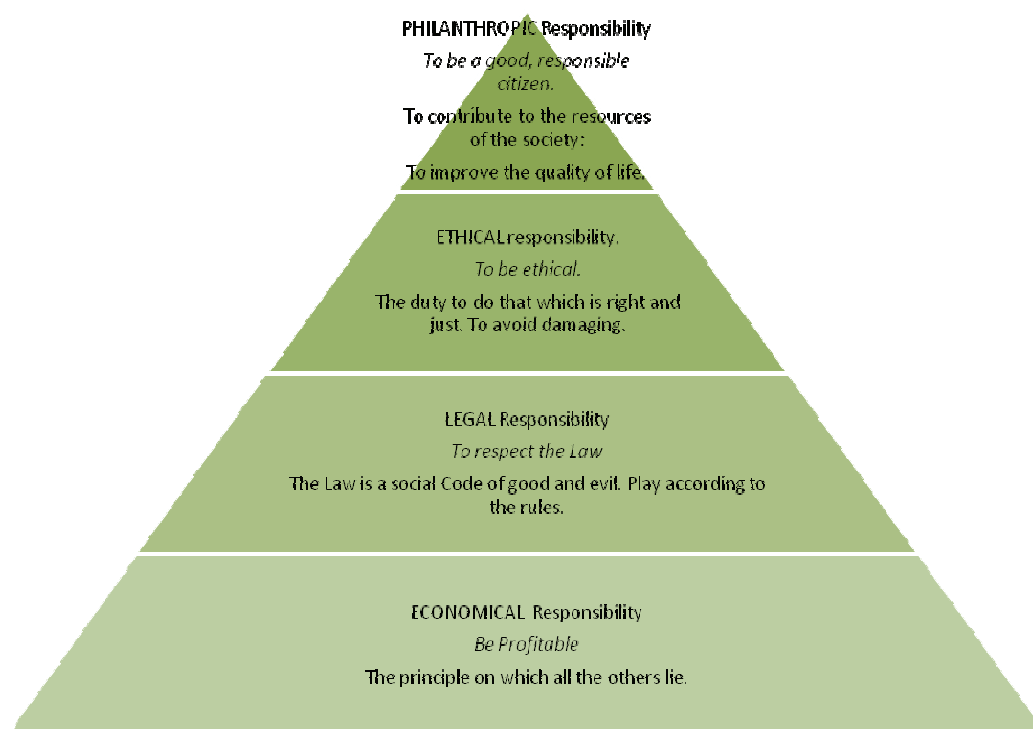 PHILANTHROPIC Responsibility
To be a good, responsible
citizen.
To contribute to the resources
of the society:
To improve the quality of life.
ETHICAL responsibility.
To be ethical.
The duty to do that which is right and
just. To avoid damaging.
LEGAL Responsibility
To respect the Law
The Law is a social Code of good and evil. Play according to
the rules.
ECONOMICAL Responsibility
Be Profitable
The principle on which all the others lie.